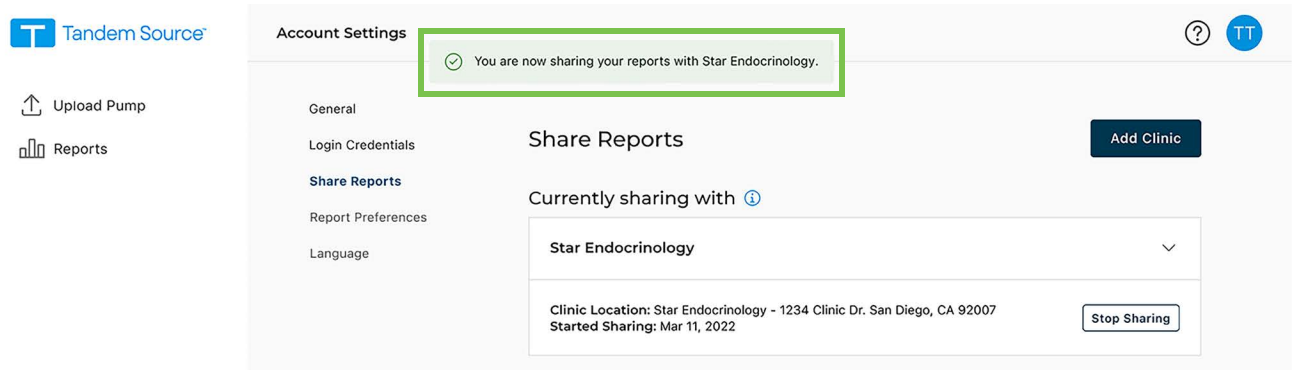 Tandem Source™
Account Settings
?
TT
You are now sharing your reports with Star Endocrinology.
Upload Pump
Reports
General
Login Credentials
Share Reports
Report Preferences
Language
Share Reports
Add Clinic
Currently sharing with
Star Endocrinology
Clinic Location: Star Endocrinology - 1234 Clinic Dr. San Diego, CA 92007
Started Sharing: Mar 11, 2022
Stop Sharing